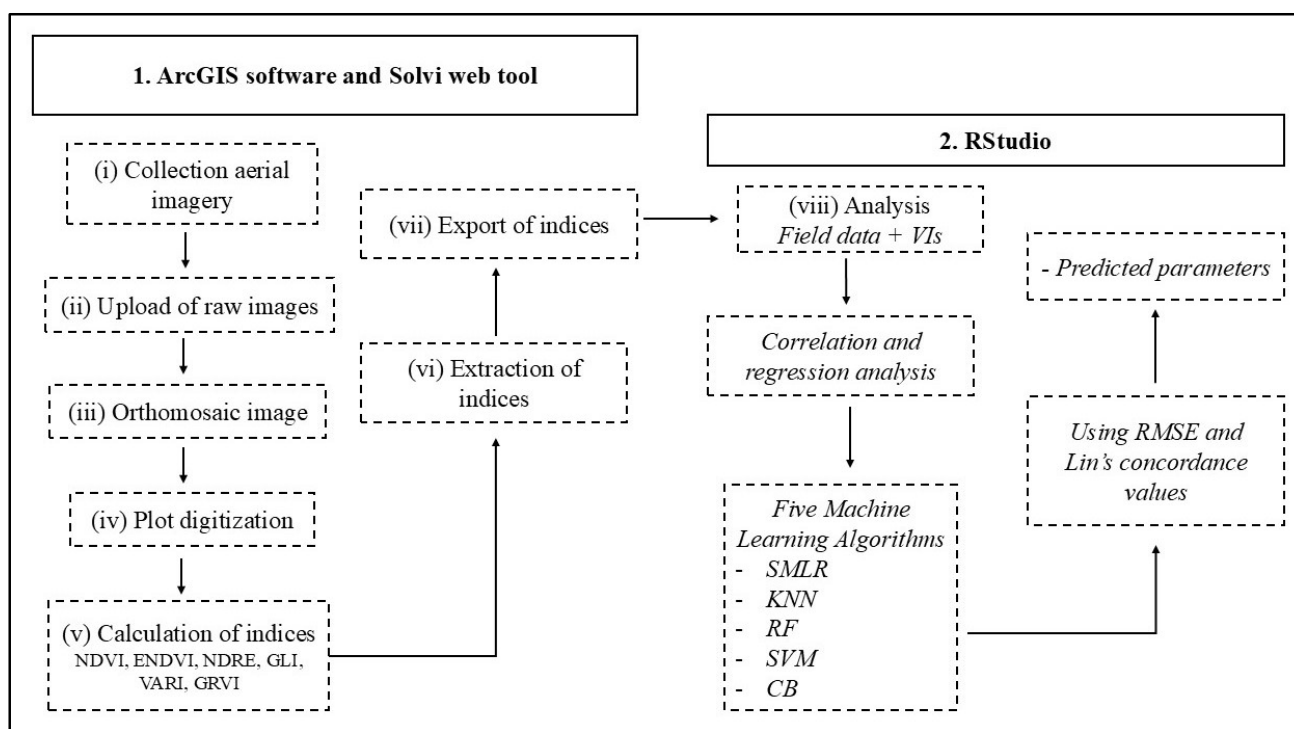 1. ArcGIS software and Solvi web tool
(i) Collection aerial
imagery
(ii) Upload of raw images
(iii) Orthomosaic image
(iv) Plot digitization
(v) Calculation of indices
NDVI, ENDVI, NDRE, GLI,
VARI, GRVI
(vi) Extraction of
indices
(vii) Export of indices
2. RStudio
(viii) Analysis
Field data + VIs
Correlation and
regression analysis
Five Machine
Learning Algorithms
- SMLR
- KNN
- RF
- SVM
- CB
Using RMSE and
Lin’s concordance
values
- Predicted parameters